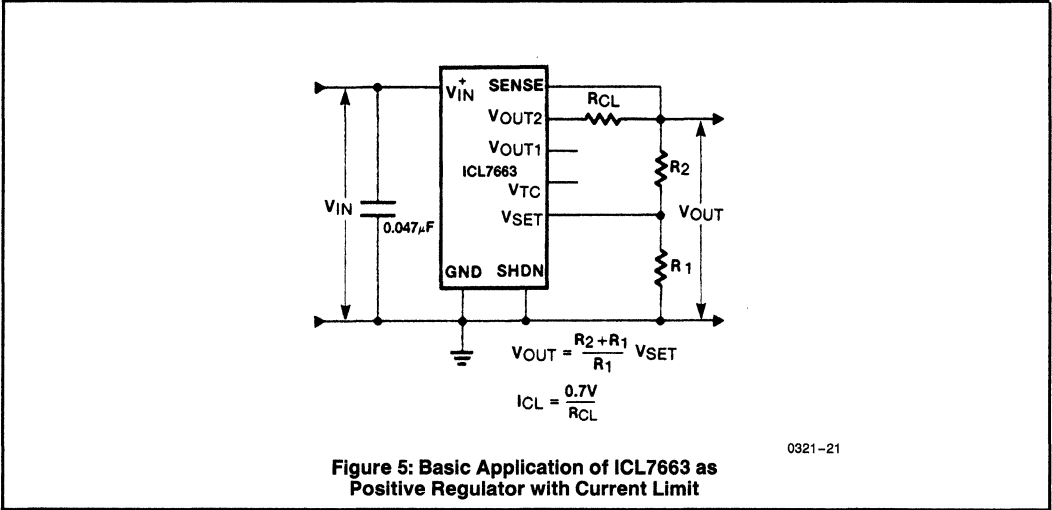 V+IN
SENSE
RCL
VOUT2
VOUT1
ICL7663
VTC
R2
VIN
0.047μF
VSET
VOUT
R1
GND SHDN
VOUT = R2+R1/R1 VSET
ICL = 0.7V/RCL
0321-21
Figure 5: Basic Application of ICL7663 as
Positive Regulator with Current Limit